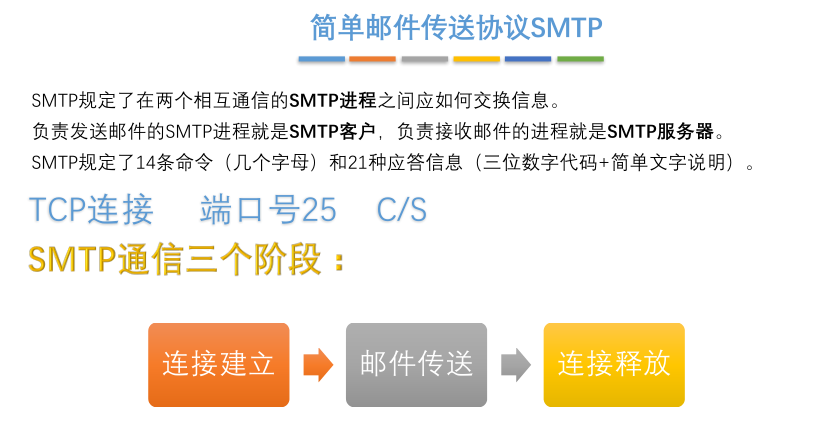 简单邮件传送协议SMTP
SMTP规定了在两个相互通信的SMTP进程之间应如何交换信息。
负责发送邮件的SMTP进程就是SMTP客户，负责接收邮件的进程就是SMTP服务器。
SMTP规定了14条命令（几个字母）和21种应答信息（三位数字代码+简单文字说明）。
TCP连接 端口号25 C/S
SMTP通信三个阶段：
连接建立 邮件传送 连接释放